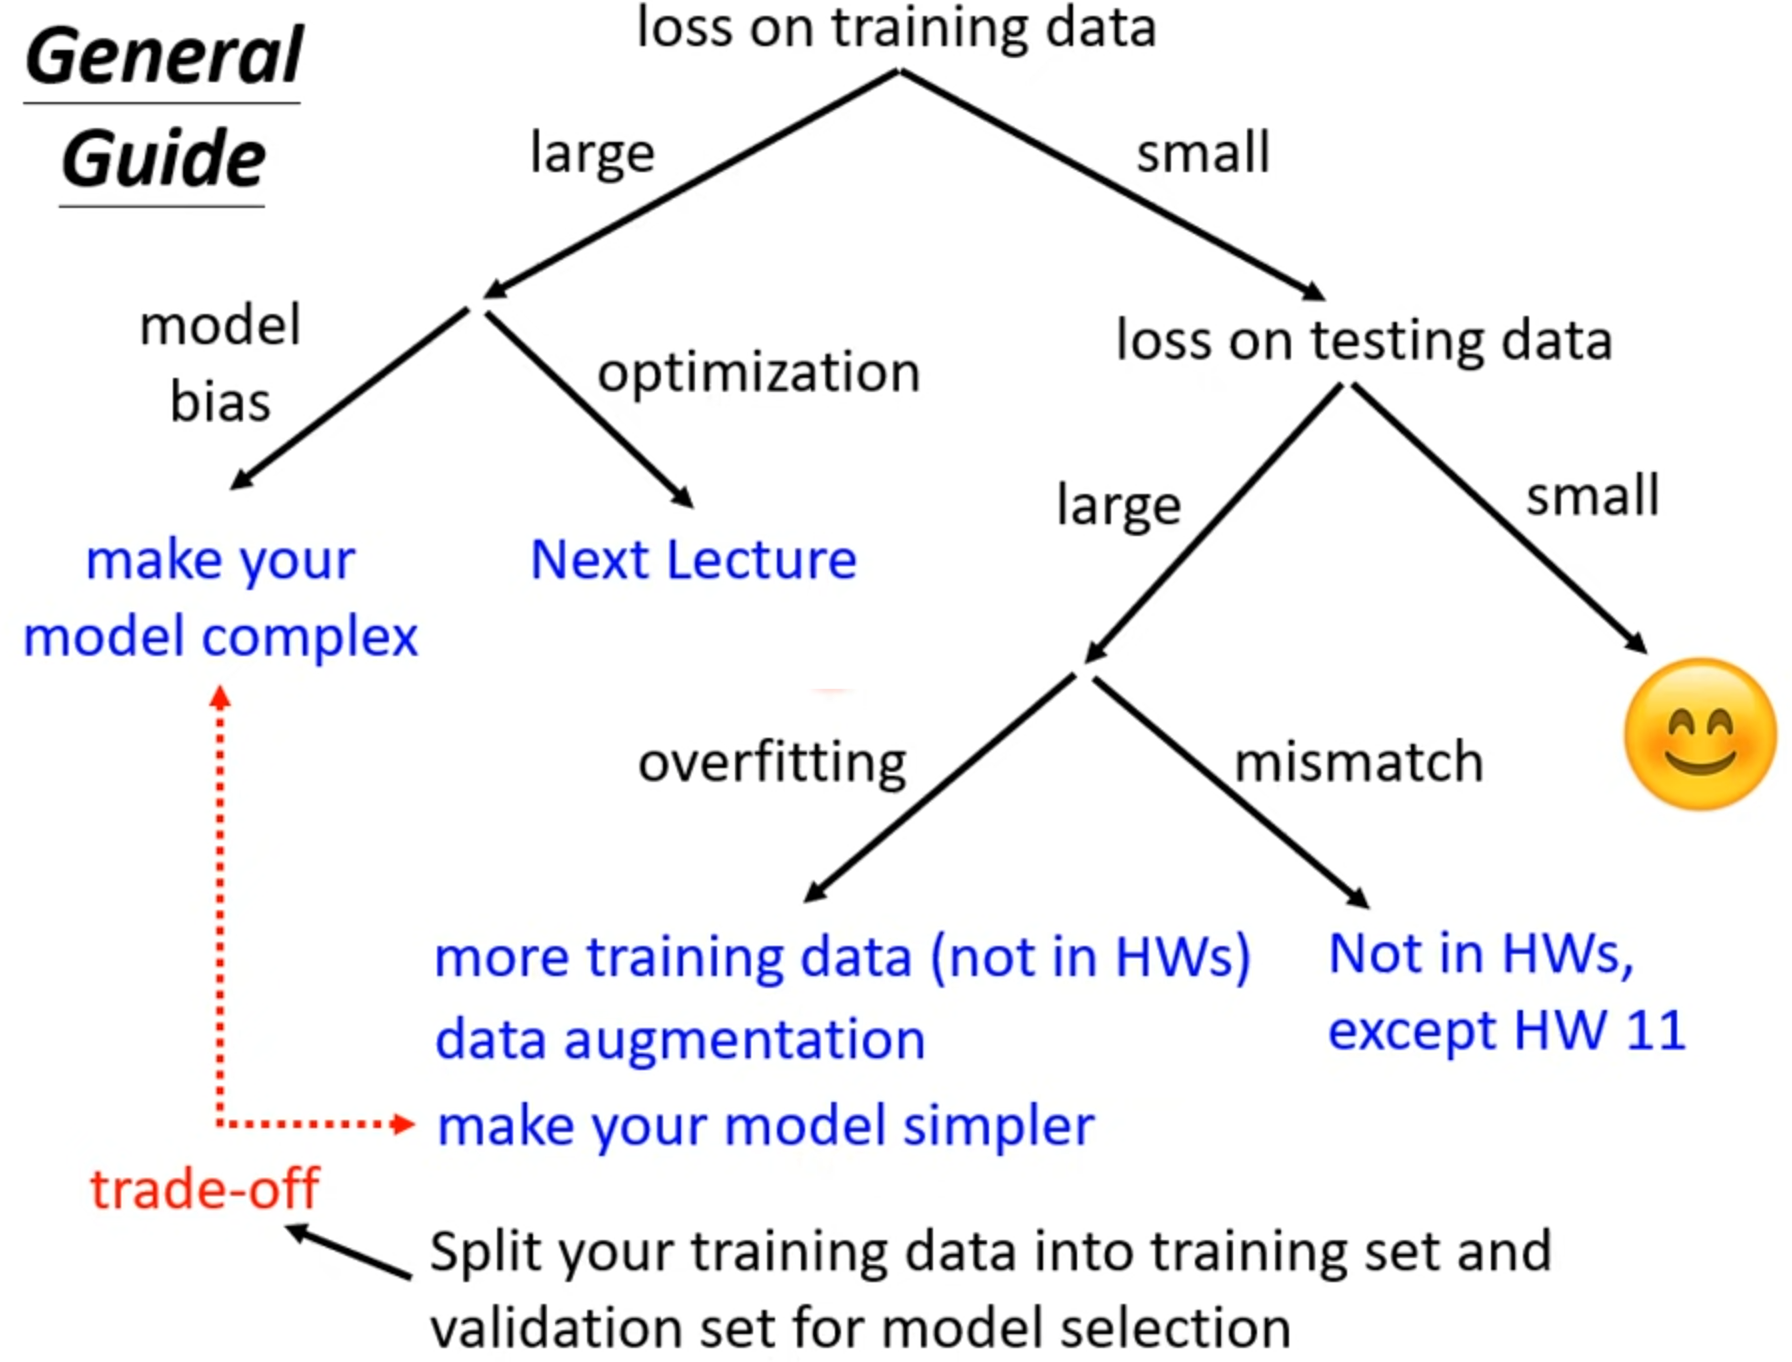 General
Guide
loss on training data
large
small
model
bias
optimization
loss on testing data
large
small
make your
model complex
Next Lecture
overfitting
mismatch
more training data (not in HWs)
data augmentation
make your model simpler
Not in HWs,
except HW 11
trade-off
Split your training data into training set and
validation set for model selection